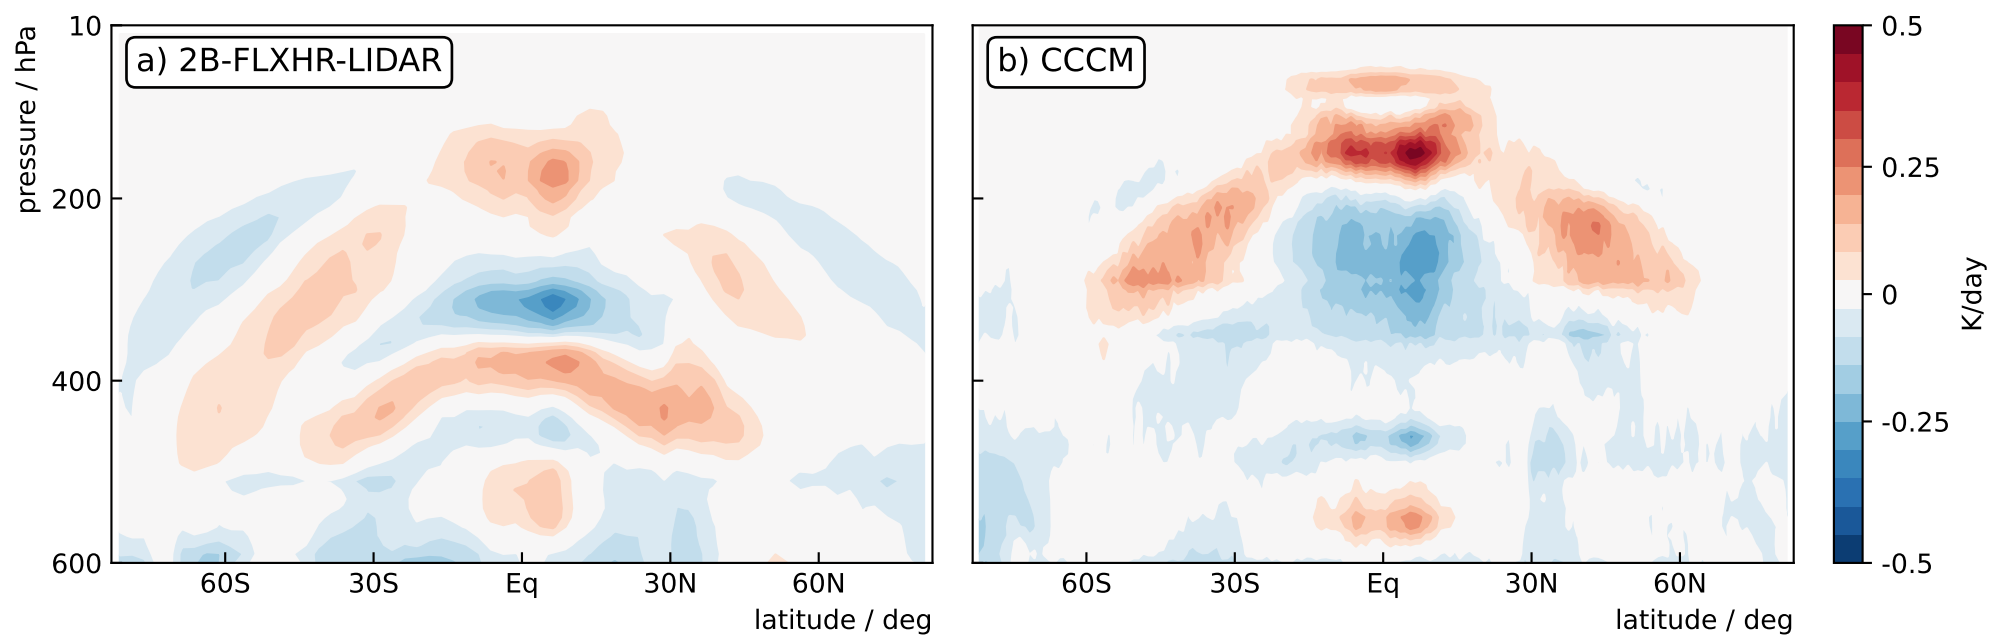 a) 2B-FLXHR-LIDAR
b) CCCM
pressure / hPa
10
200
400
600
60S
30S
Eq
30N
60N
latitude / deg
60S
30S
Eq
30N
60N
latitude / deg
0.5
0.25
0
-0.25
-0.5
K/day